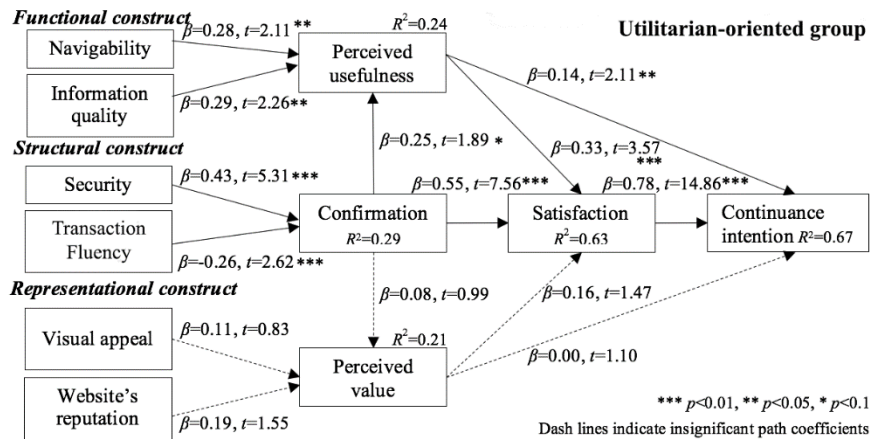 Functional construct
Utilitarian-oriented group
Navigability
β=0.28, t=2.11 **
Perceived
usefulness
R²=0.24
Information
quality
β=0.29, t=2.26 **
β=0.14, t=2.11 **
β=0.25, t=1.89 *
β=0.33, t=3.57
***
Structural construct
Security
β=0.43, t=5.31 ***
β=0.55, t=7.56 ***
β=0.78, t=14.86 ***
Confirmation
R²=0.29
Satisfaction
R²=0.63
Continuance
intention R²=0.67
Transaction
Fluency
β=-0.26, t=2.62 ***
Representational construct
β=0.08, t=0.99
β=0.16, t=1.47
Visual appeal
β=0.11, t=0.83
R²=0.21
Perceived
value
β=0.00, t=1.10
Website's
reputation
β=0.19, t=1.55
*** p<0.01, ** p<0.05, * p<0.1
Dash lines indicate insignificant path coefficients